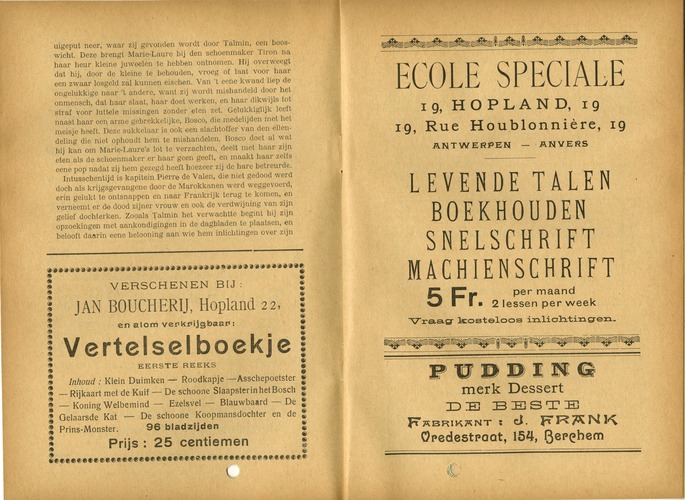 uigeput neer, waar zij gevonden wordt door Talmin, een boos-
wicht. Deze brengt Marie-Laure bij den schoenmaker Tiron na
haar heur kleine juweelen te hebben ontnomen. Hij overweegt
dat hij, door de kleine te behouden, vroeg of laat voor haar
een zwaar losgeld zal kunnen eischen. Van 't eene kwand liep de
ongelukkige naar 't andere, want zij wordt mishandeld door het
onmensch, dat haar slaat, haar doet werken, en haar dikwijls tot
straf voor luttele missingen zonder eten zet. Gelukkiglijk leeft
naast haar een arme gebrekkelijke, Bosco, die medelijden met het
meisje heeft. Deze sukkelaar is ook een slachtoffer van den ellen-
deling die niet ophoudt hem te mishandelen. Bosco doet al wat
hij kan om Marie-Laure's lot te verzachten, deelt met haar zijn
eten als de schoenmaker er haar geen geeft, en maakt haar zelfs
eene pop nadat zij hem gezegd heeft hoezeer zij de hare betreurde.
Intusschentijd is kapitein Pierre de Valen, die niet gedood werd
doch als krijgsgevangene door de Marokkanen werd weggevoerd,
erin gelukt te ontsnappen en naar Frankrijk terug te komen, en
verneemt er de dood zijner vrouw en ook de verdwijning van zijn
gelief dochterken. Zooals Talmin het verwachtte begint hij zijn
opzoekingen met aankondigingen in de dagbladen te plaatsen, en
belooft daarin eene belooning aan wie hem inlichtingen over zijn
VERSCHENEN BIJ:
JAN BOUCHERIJ, Hopland 22,
en alom verkrijgbaar:
Vertelselboekje
EERSTE REEKS
Inhoud: Klein Duimken — Roodkapje — Asschepoetster
— Rijkaart met de Kuif — De schoone Slaapster in het Bosch
— Koning Welbemind — Ezelsvel — Blauwbaard — De
Gelaarsde Kat — De schoone Koopmansdochter en de
Prins-Monster. 96 bladzijden
Prijs: 25 centiemen
ECOLE SPECIALE
19, HOPLAND, 19
19, Rue Houblonnière, 19
ANTWERPEN — ANVERS
LEVENDE TALEN
BOEKHOUDEN
SNELSCHRIFT
MACHIENSCHRIFT
5 Fr. per maand
2 lessen per week
Vraag kosteloos inlichtingen.
PUDDING
merk Dessert
DE BESTE
FABRIKANT: J. FRANK
Vredestraat, 154, Berchem